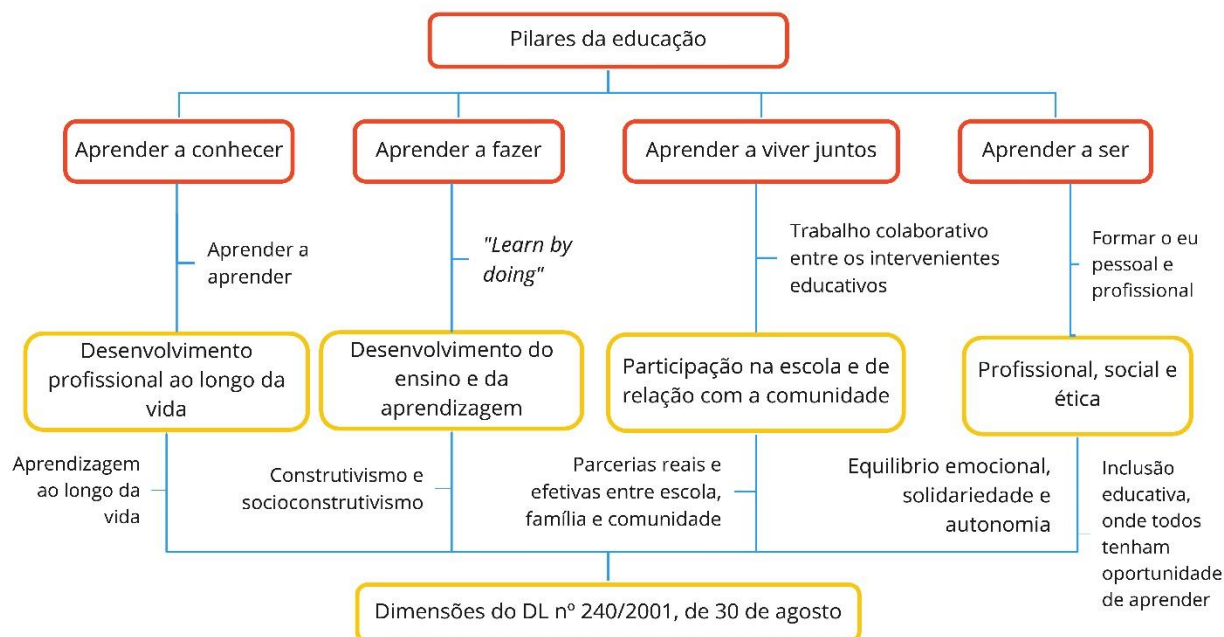 Pilares da educação
Aprender a conhecer
Aprender a fazer
Aprender a viver juntos
Aprender a ser
Aprender a
aprender
"Learn by
doing"
Trabalho colaborativo
entre os intervenientes
educativos
Formar o eu
pessoal e
profissional
Desenvolvimento
profissional ao longo da
vida
Desenvolvimento do
ensino e da
aprendizagem
Participação na escola e de
relação com a comunidade
Profissional, social e
ética
Aprendizagem
ao longo da
vida
Construtivismo e
socioconstrutivismo
Parcerias reais e
efetivas entre escola,
família e comunidade
Equilibrio emocional,
solidariedade e
autonomia
Inclusão
educativa,
onde todos
tenham
oportunidade
de aprender
Dimensões do DL nº 240/2001, de 30 de agosto